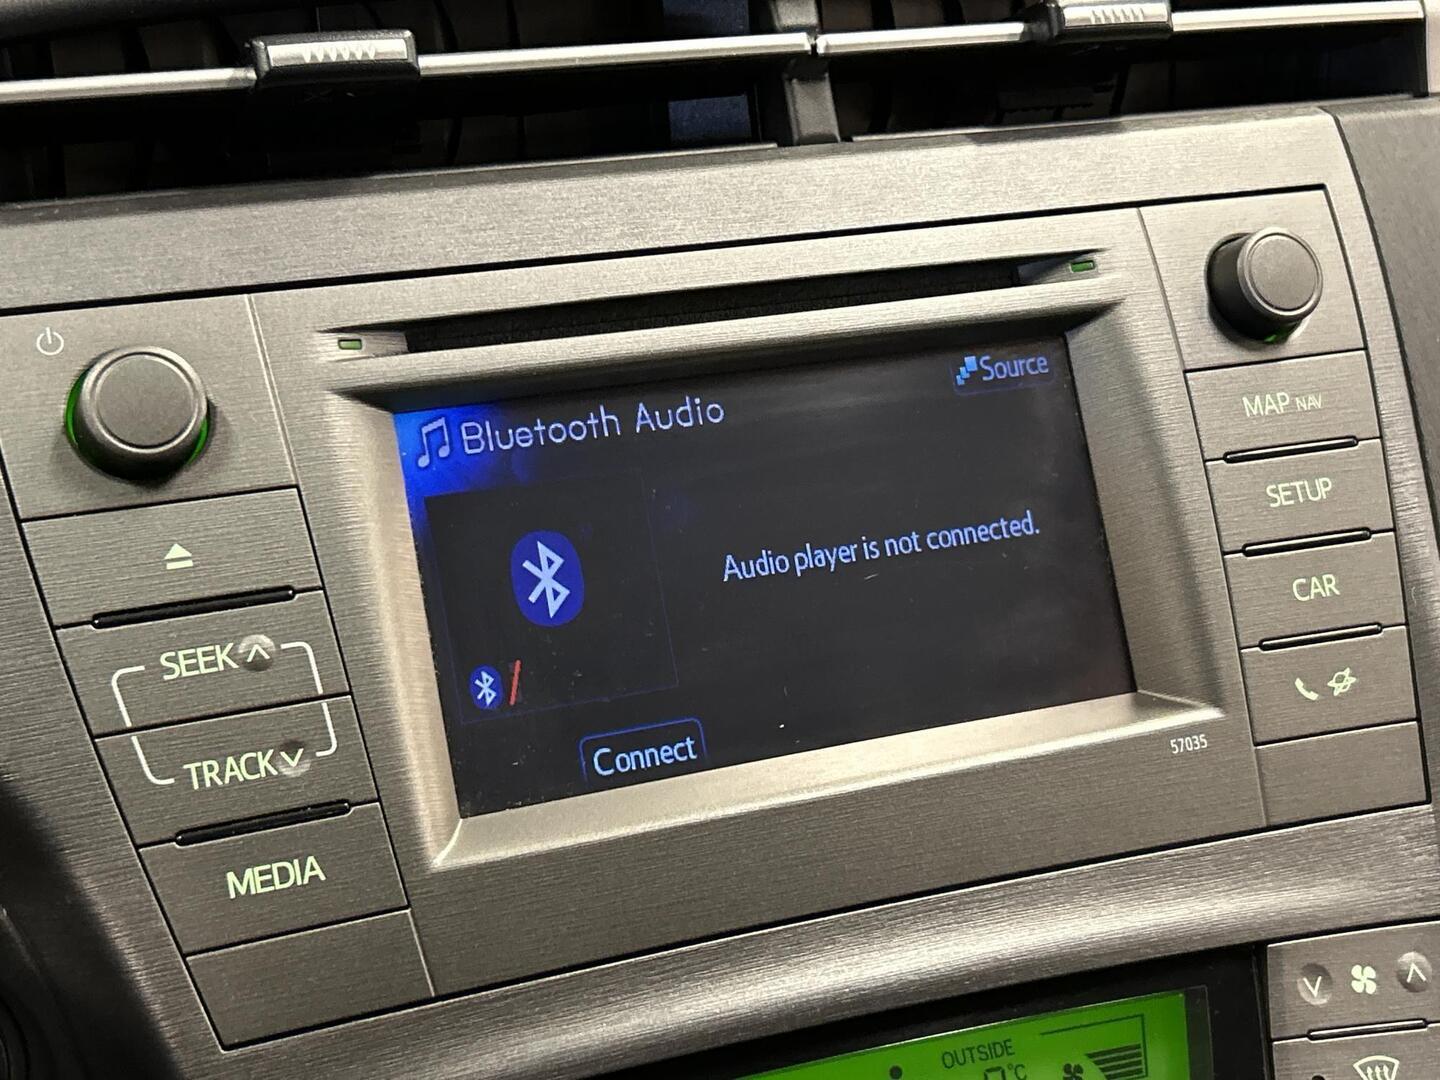 Source
Bluetooth Audio
Audio player is not connected.
Connect
SEEK
TRACK
MEDIA
MAP NAV
SETUP
CAR
57035
OUTSIDE
°C